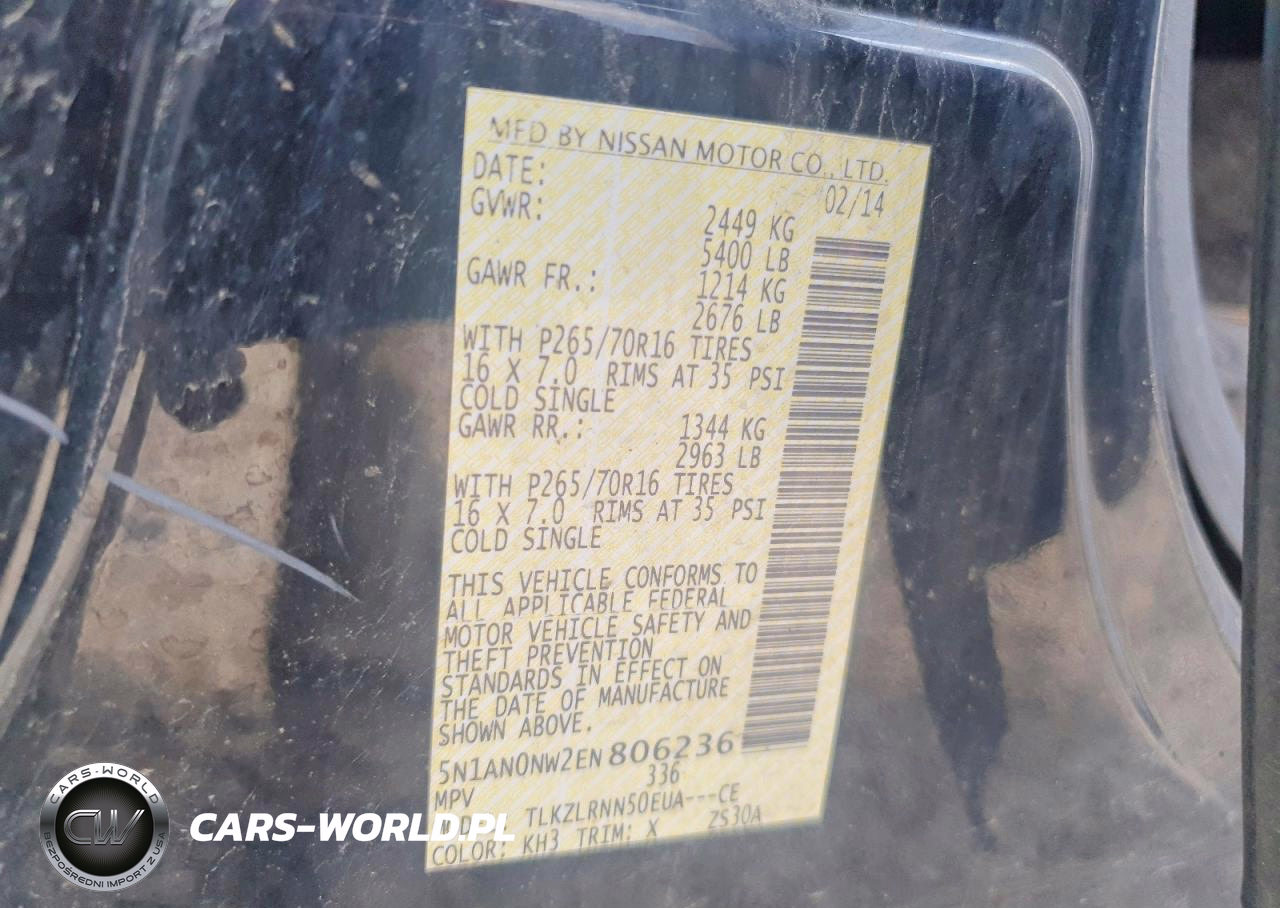 MFD BY NISSAN MOTOR CO., LTD.
DATE: 02/14
GVWR: 2449 KG
5400 LB
GAWR FR.: 1214 KG
2676 LB
WITH P265/70R16 TIRES
16 X 7.0 RIMS AT 35 PSI
COLD SINGLE
GAWR RR.: 1344 KG
2963 LB
WITH P265/70R16 TIRES
16 X 7.0 RIMS AT 35 PSI
COLD SINGLE
THIS VEHICLE CONFORMS TO
ALL APPLICABLE FEDERAL
MOTOR VEHICLE SAFETY AND
THEFT PREVENTION
STANDARDS IN EFFECT ON
THE DATE OF MANUFACTURE
SHOWN ABOVE.
5N1AN0NW2EN806236
336
MPV
TLKZLRNN50EUA---CE
COLOR: KH3 TRIM: X ZS30A
CARS-WORLD
CW
BEZPOŚREDNI IMPORT Z USA
CARS-WORLD.PL